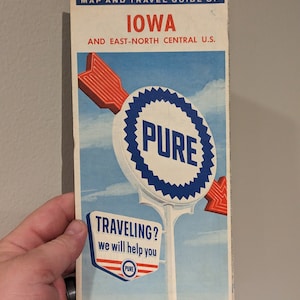 MAP AND TRAVEL GUIDE OF
IOWA
AND EAST-NORTH CENTRAL U.S.
PURE
TRAVELING?
we will help you
PURE